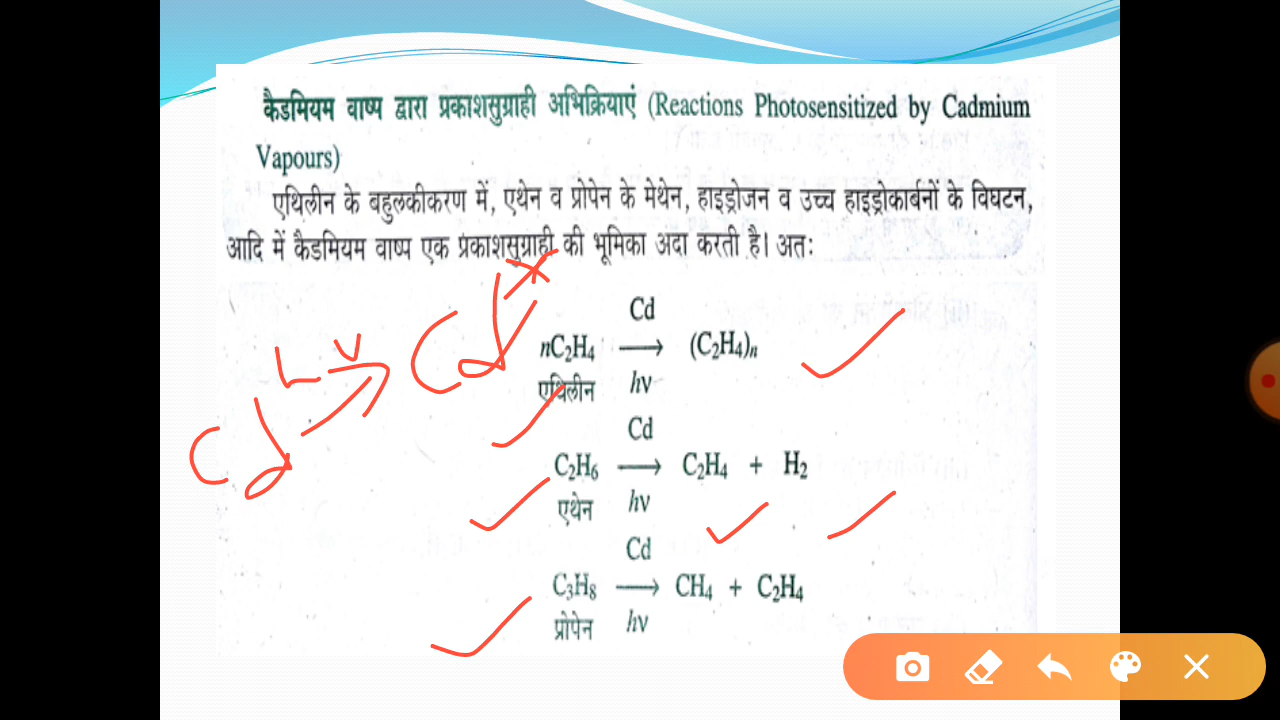 कैडमियम वाष्प द्वारा प्रकाशसुग्राही अभिक्रियाएं (Reactions Photosensitized by Cadmium
Vapours)
एथिलीन के बहुलकीकरण में, एथेन व प्रोपेन के मेथेन, हाइड्रोजन व उच्च हाइड्रोकार्बनों के विघटन,
आदि में कैडमियम वाष्प एक प्रकाशसुग्राही की भूमिका अदा करती है। अतः
Cd
nC₂H₄ ⟶ (C₂H₄)ₙ
एथिलीन hν
Cd
C₂H₆ ⟶ C₂H₄ + H₂
एथेन hν
Cd
C₃H₈ ⟶ CH₄ + C₂H₄
प्रोपेन hν
Cd hν → Cd*